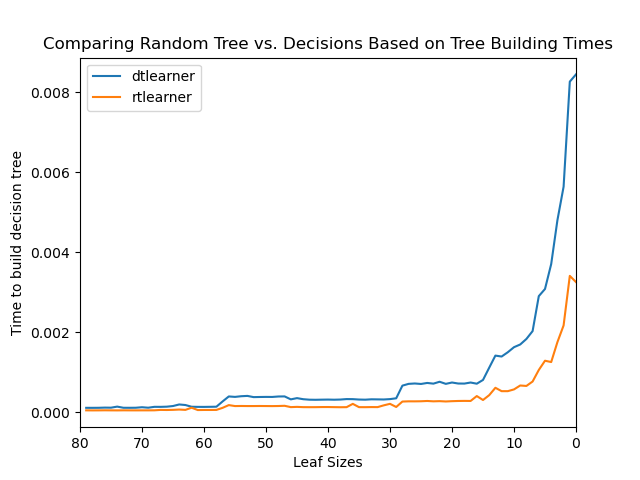 Comparing Random Tree vs. Decisions Based on Tree Building Times
dtlearner
rtlearner
0.008
0.006
0.004
0.002
0.000
Time to build decision tree
80 70 60 50 40 30 20 10 0
Leaf Sizes